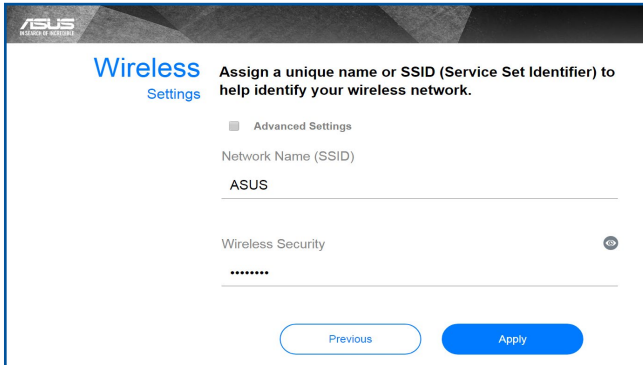 ASUS
IN SEARCH OF INCREDIBLE
Wireless
Settings
Assign a unique name or SSID (Service Set Identifier) to
help identify your wireless network.
Advanced Settings
Network Name (SSID)
ASUS
Wireless Security
••••••••
Previous
Apply